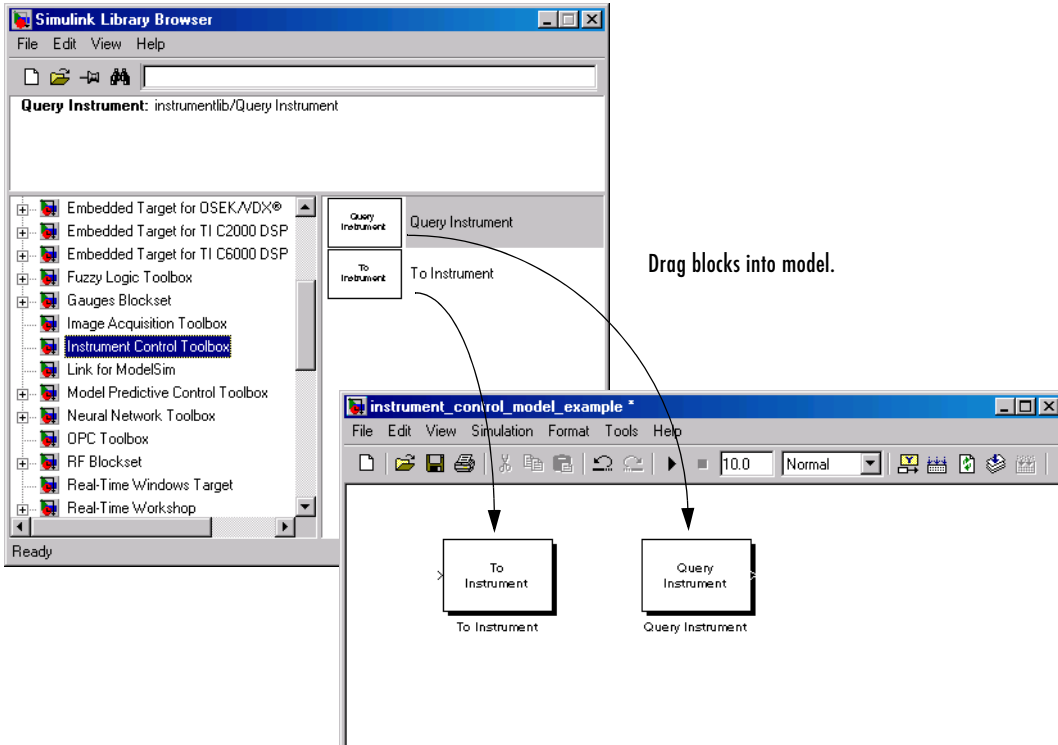 Simulink Library Browser
File Edit View Help
Query Instrument: instrumentlib/Query Instrument
Embedded Target for OSEK/VDX®
Embedded Target for TI C2000 DSP
Embedded Target for TI C6000 DSP
Fuzzy Logic Toolbox
Gauges Blockset
Image Acquisition Toolbox
Instrument Control Toolbox
Link for ModelSim
Model Predictive Control Toolbox
Neural Network Toolbox
OPC Toolbox
RF Blockset
Real-Time Windows Target
Real-Time Workshop
Query
Instrument
Query Instrument
To
Instrument
To Instrument
Ready
Drag blocks into model.
instrument_control_model_example *
File Edit View Simulation Format Tools Help
10.0 Normal
To
Instrument
To Instrument
Query
Instrument
Query Instrument